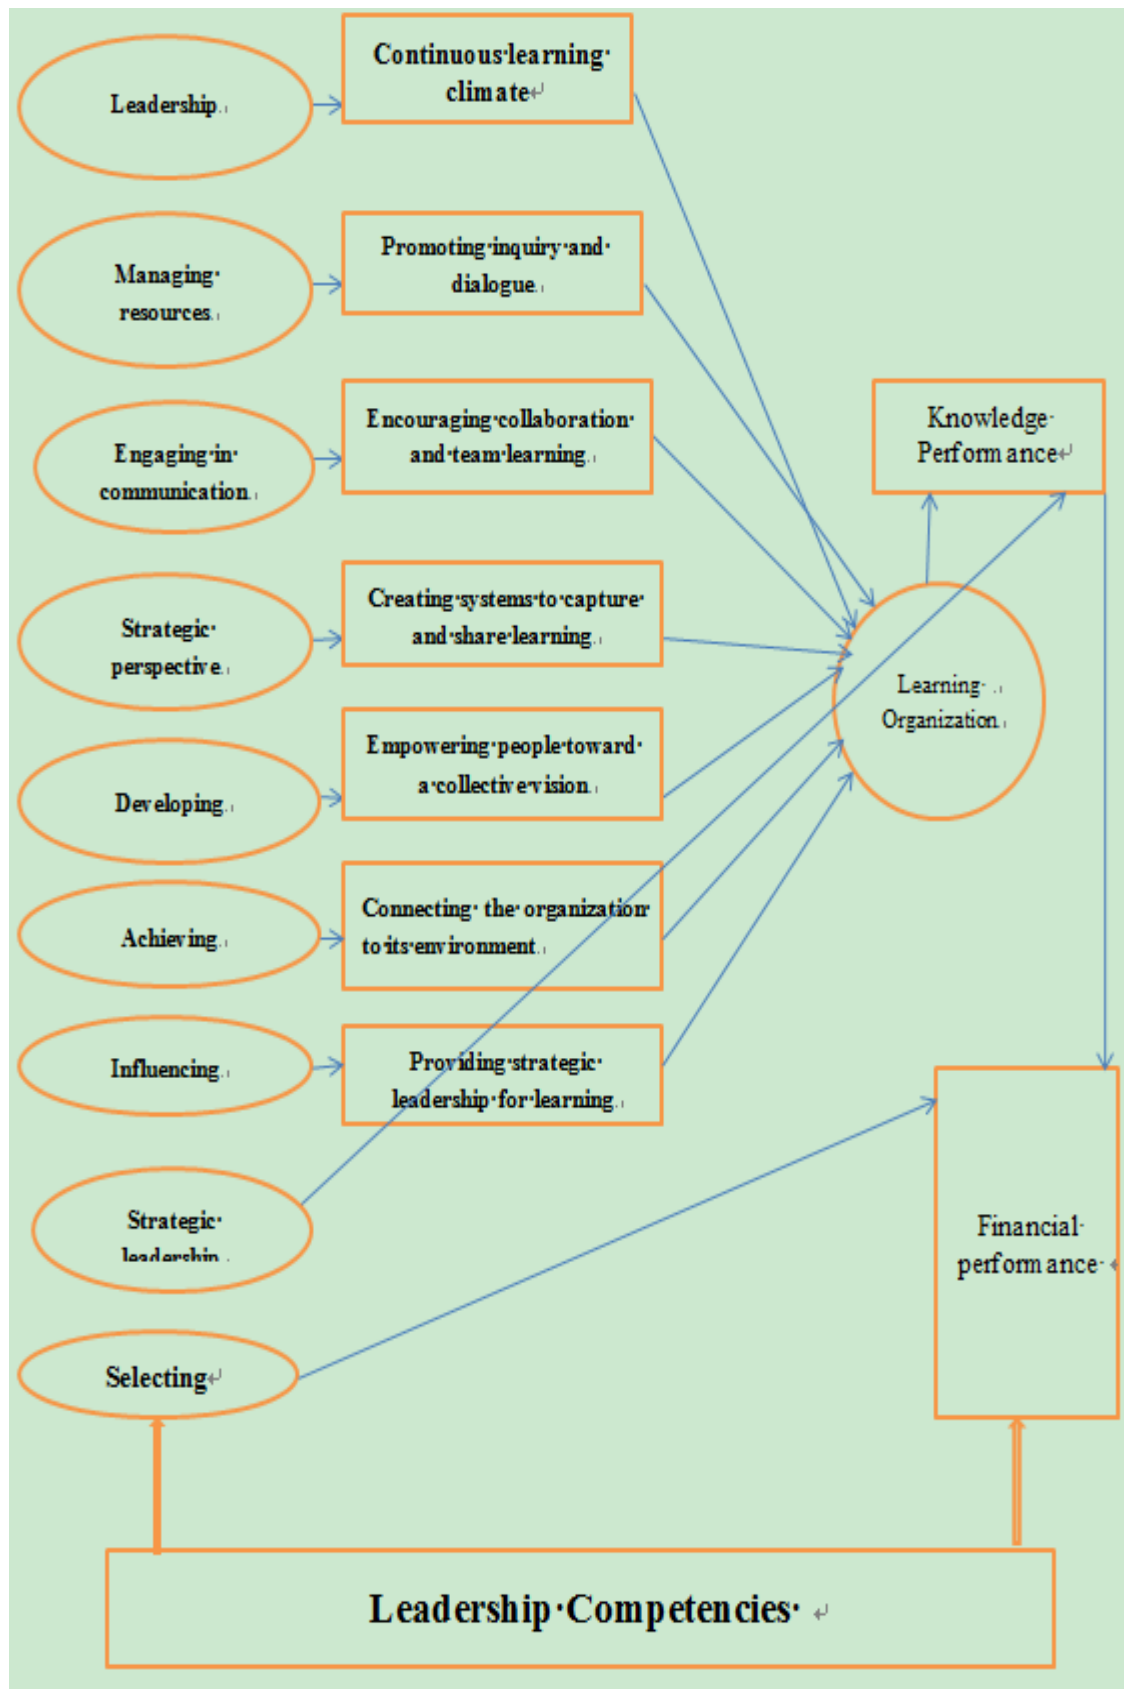 Leadership
Continuous learning
climate
Managing
resources
Promoting inquiry and
dialogue
Engaging in
communication
Encouraging collaboration
and team learning
Knowledge
Performance
Strategic
perspective
Creating systems to capture
and share learning
Learning
Organization
Developing
Empowering people toward
a collective vision
Achieving
Connecting the organization
to its environment
Influencing
Providing strategic
leadership for learning
Strategic
leadership
Selecting
Financial
performance
Leadership Competencies